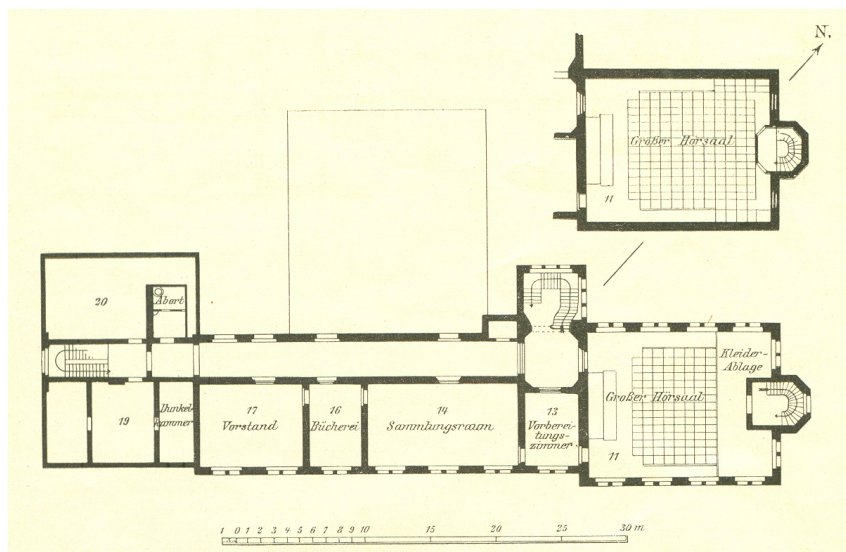 N.
Großer Hörsaal
11
20
Abort
Kleider-
Ablage
19
Dunkel-
kammer
17
Vorstand
16
Bücherei
14
Sammlungsraum
13
Vorberei-
tungs-
zimmer
Großer Hörsaal
11
1 0 1 2 3 4 5 6 7 8 9 10 15 20 25 30 m